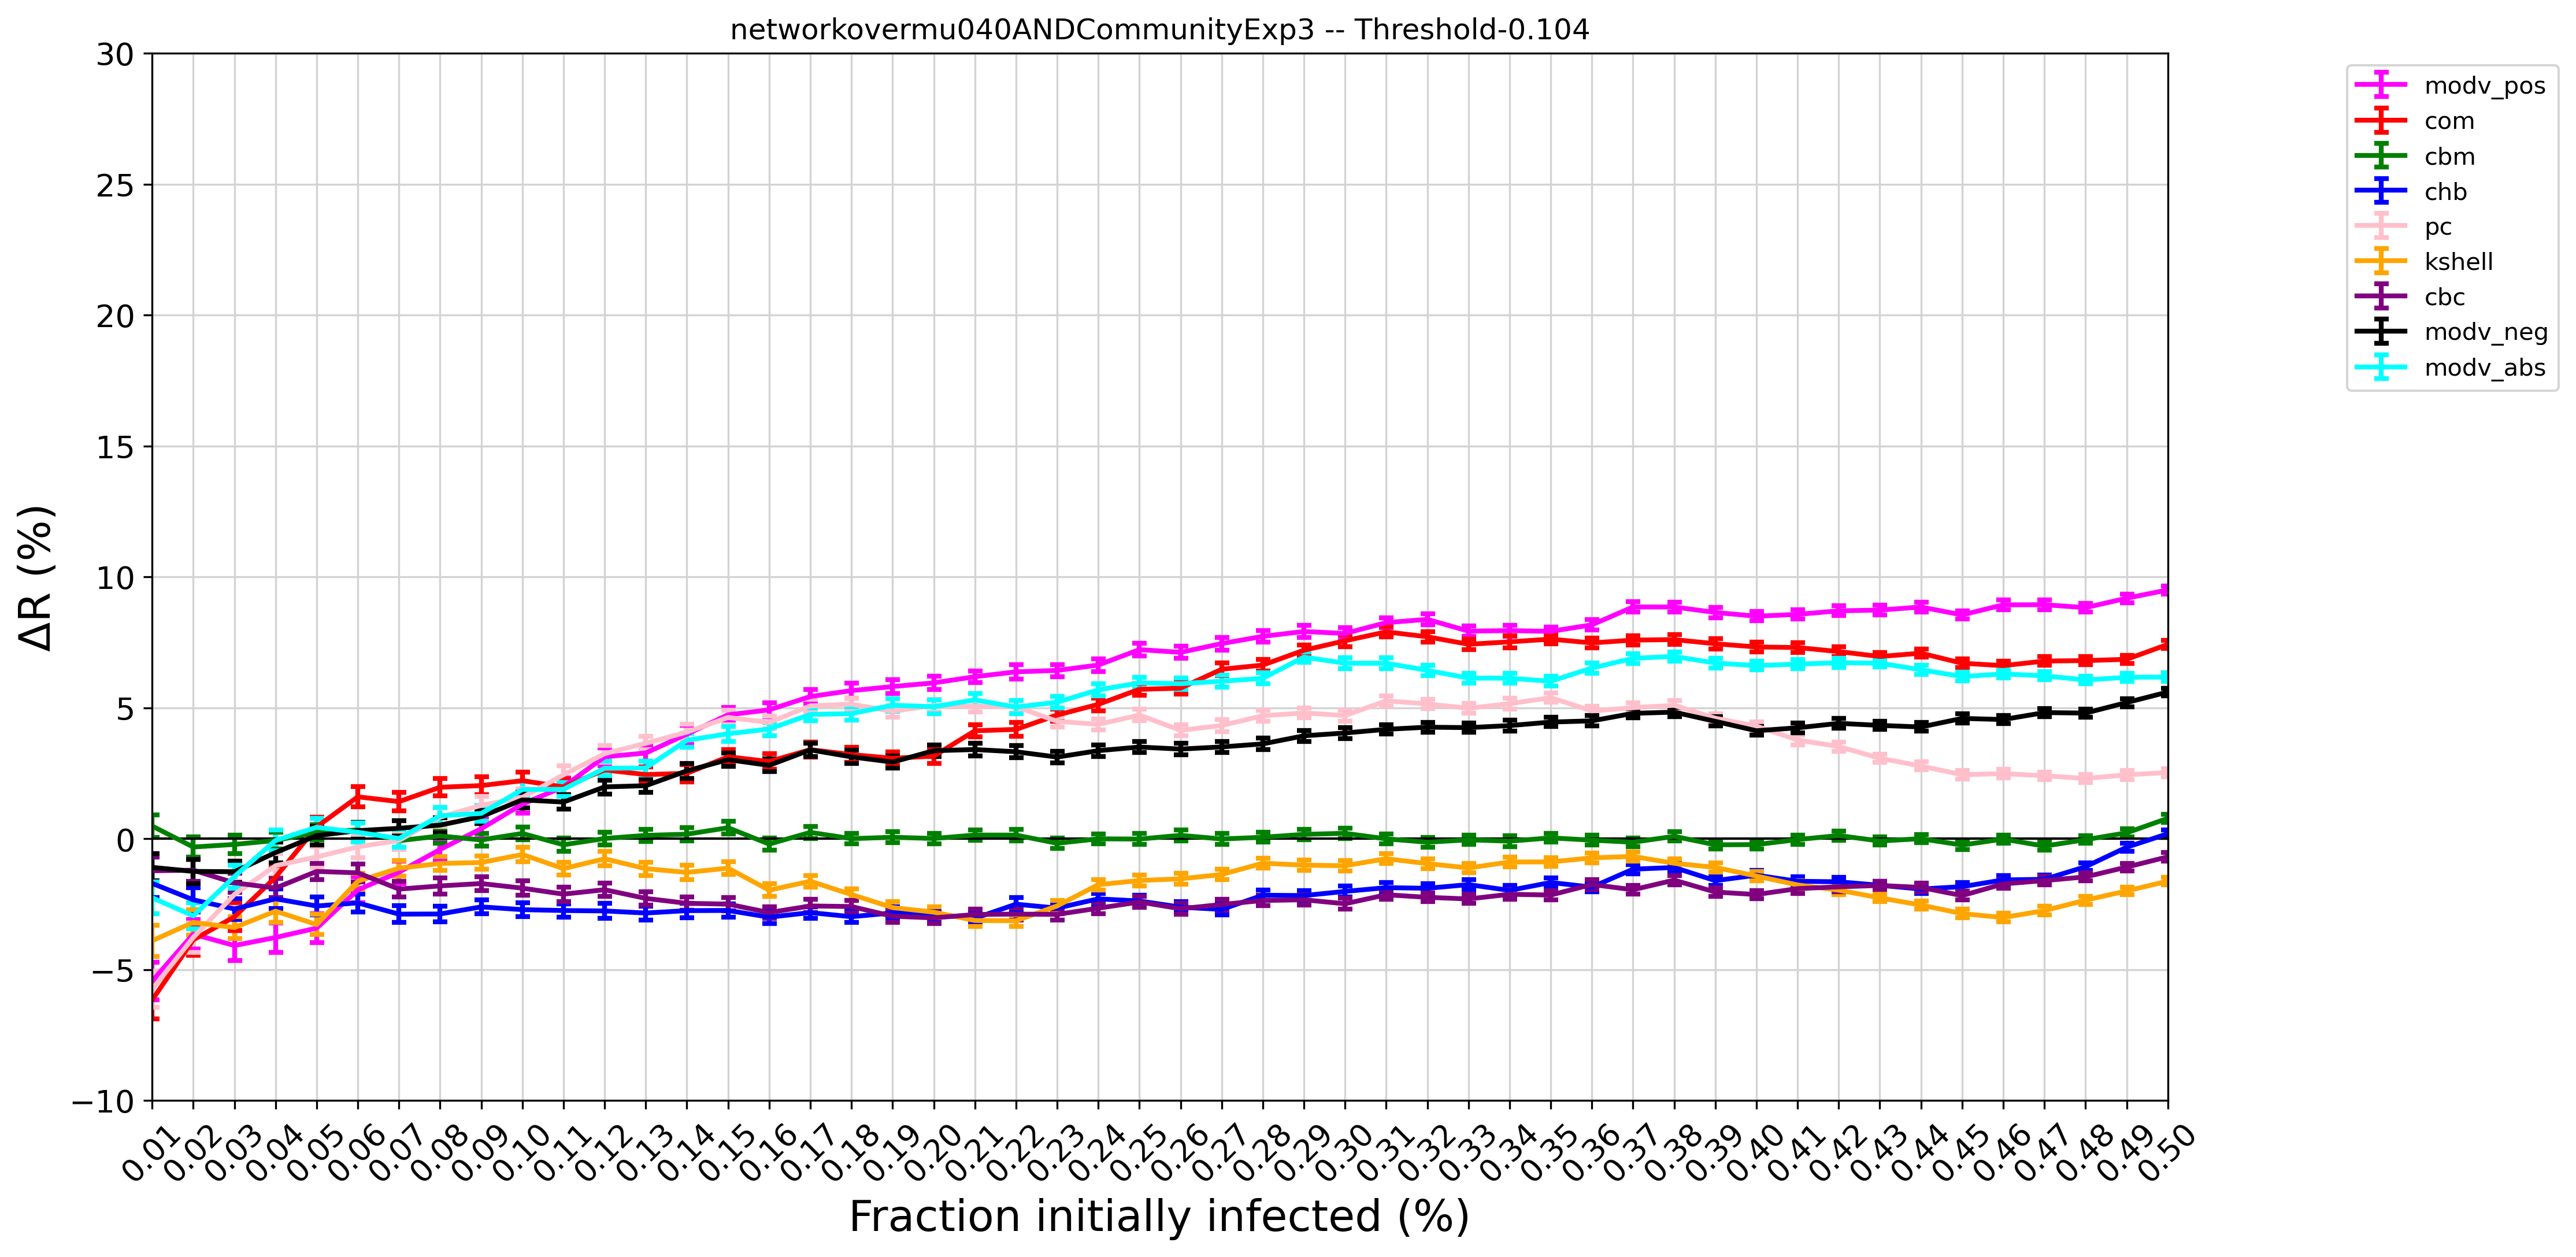 networkovermu040ANDCommunityExp3 -- Threshold-0.104
30
25
20
15
10
5
0
−5
−10
ΔR (%)
0.01 0.02 0.03 0.04 0.05 0.06 0.07 0.08 0.09 0.10 0.11 0.12 0.13 0.14 0.15 0.16 0.17 0.18 0.19 0.20 0.21 0.22 0.23 0.24 0.25 0.26 0.27 0.28 0.29 0.30 0.31 0.32 0.33 0.34 0.35 0.36 0.37 0.38 0.39 0.40 0.41 0.42 0.43 0.44 0.45 0.46 0.47 0.48 0.49 0.50
Fraction initially infected (%)
modv_pos
com
cbm
chb
pc
kshell
cbc
modv_neg
modv_abs